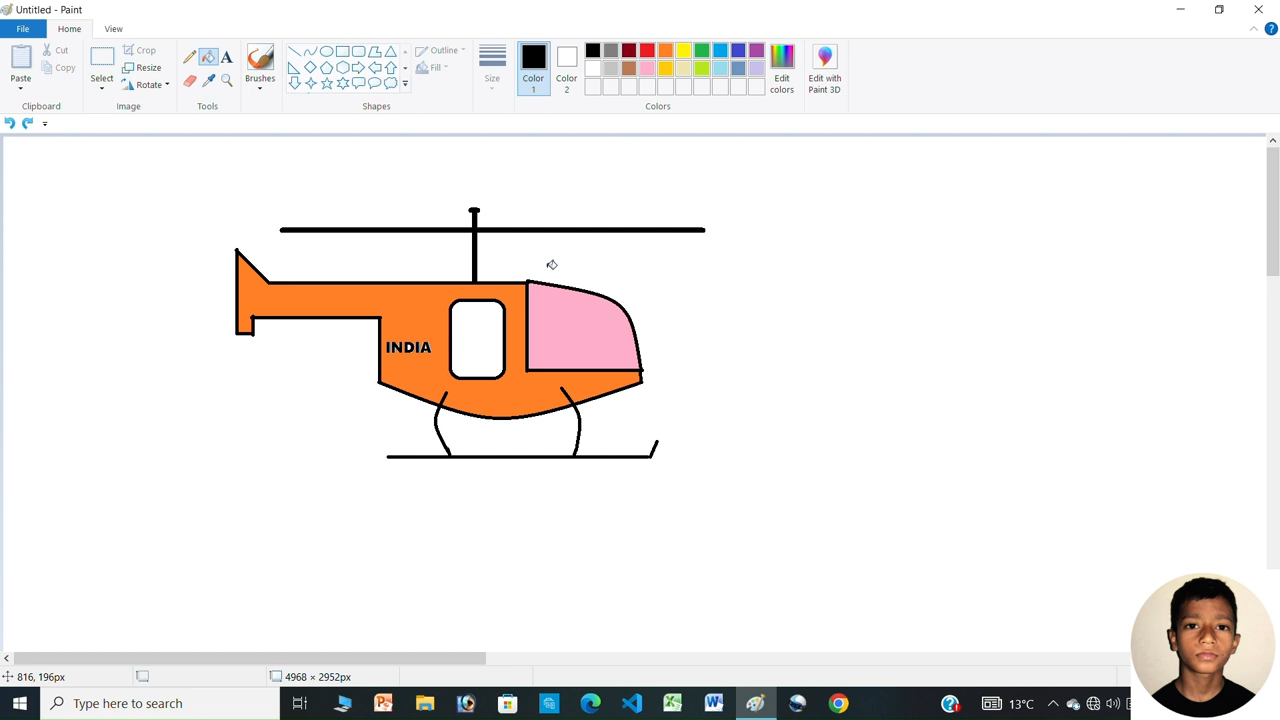 Untitled - Paint
File Home View
Paste
Cut
Copy
Clipboard
Select
Crop
Resize
Rotate
Image
Tools
Brushes
Shapes
Outline
Fill
Size
Color 1
Color 2
Colors
Edit colors
Edit with Paint 3D
INDIA
816, 196px
4968 × 2952px
Type here to search
13°C